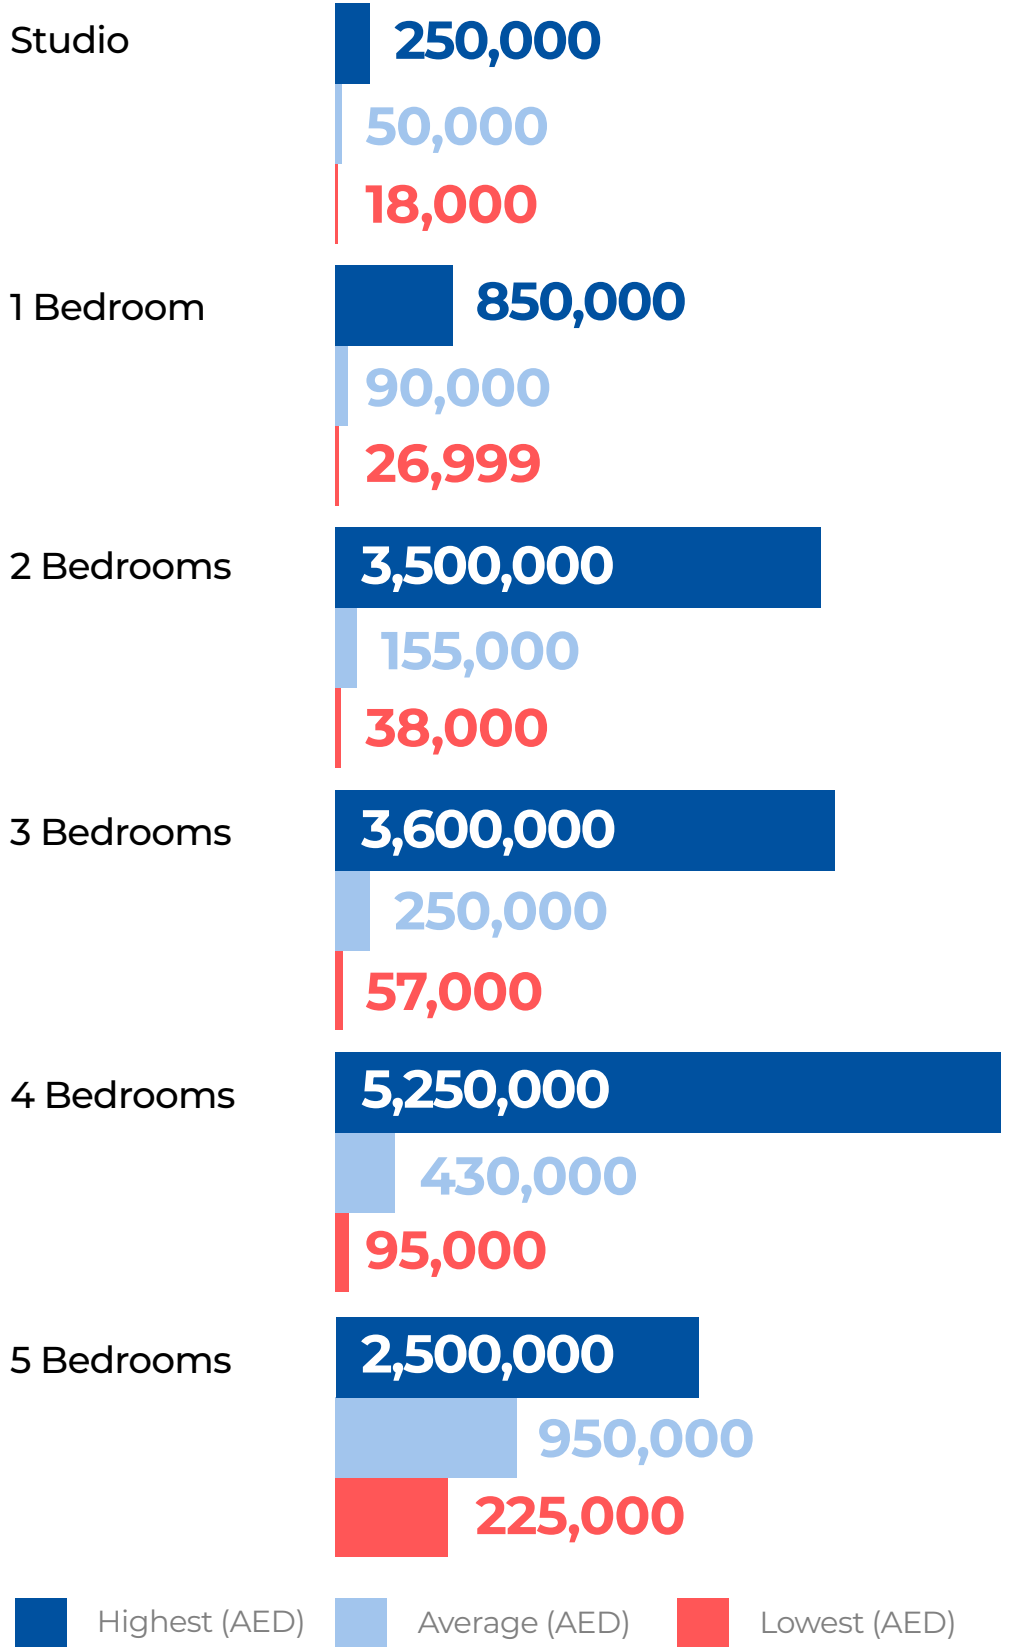 Studio
250,000
50,000
18,000
1 Bedroom
850,000
90,000
26,999
2 Bedrooms
3,500,000
155,000
38,000
3 Bedrooms
3,600,000
250,000
57,000
4 Bedrooms
5,250,000
430,000
95,000
5 Bedrooms
2,500,000
950,000
225,000
Highest (AED) Average (AED) Lowest (AED)